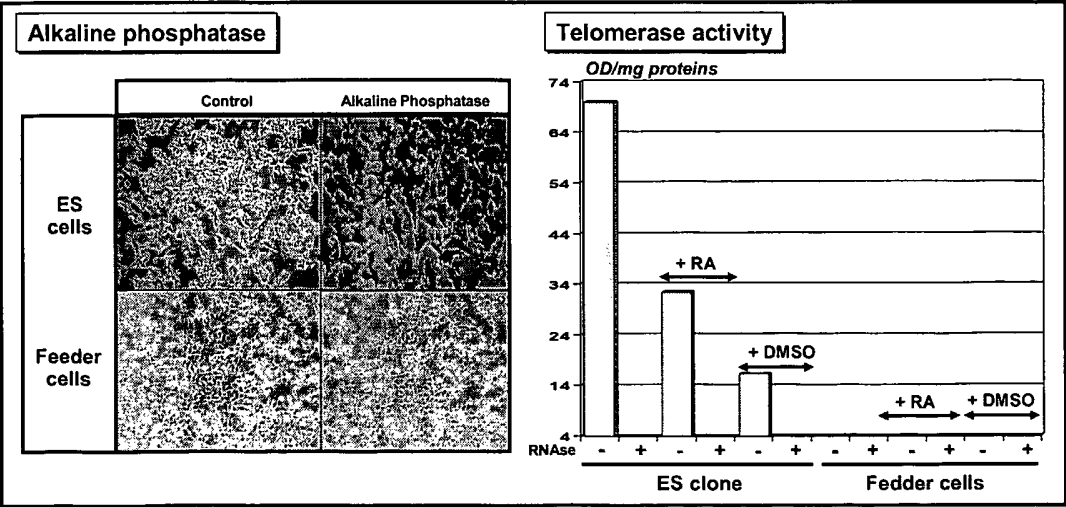 Alkaline phosphatase
Control Alkaline Phosphatase
ES
cells
Feeder
cells
Telomerase activity
OD/mg proteins
74
64
54
44
34
24
14
4
+ RA
+ DMSO
+ RA + DMSO
RNAse - + - + - + - + - + - +
ES clone Fedder cells